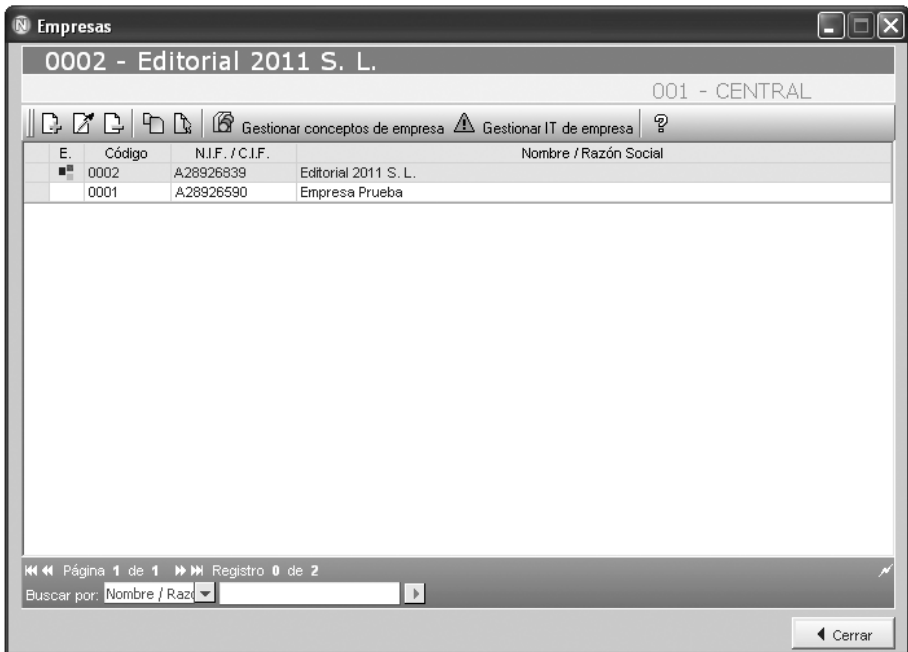 Empresas
0002 - Editorial 2011 S. L.
001 - CENTRAL
Gestionar conceptos de empresa Gestionar IT de empresa
E. Código N.I.F. / C.I.F. Nombre / Razón Social
0002 A28926839 Editorial 2011 S. L.
0001 A28926590 Empresa Prueba
Página 1 de 1 Registro 0 de 2
Buscar por: Nombre / Razo
Cerrar